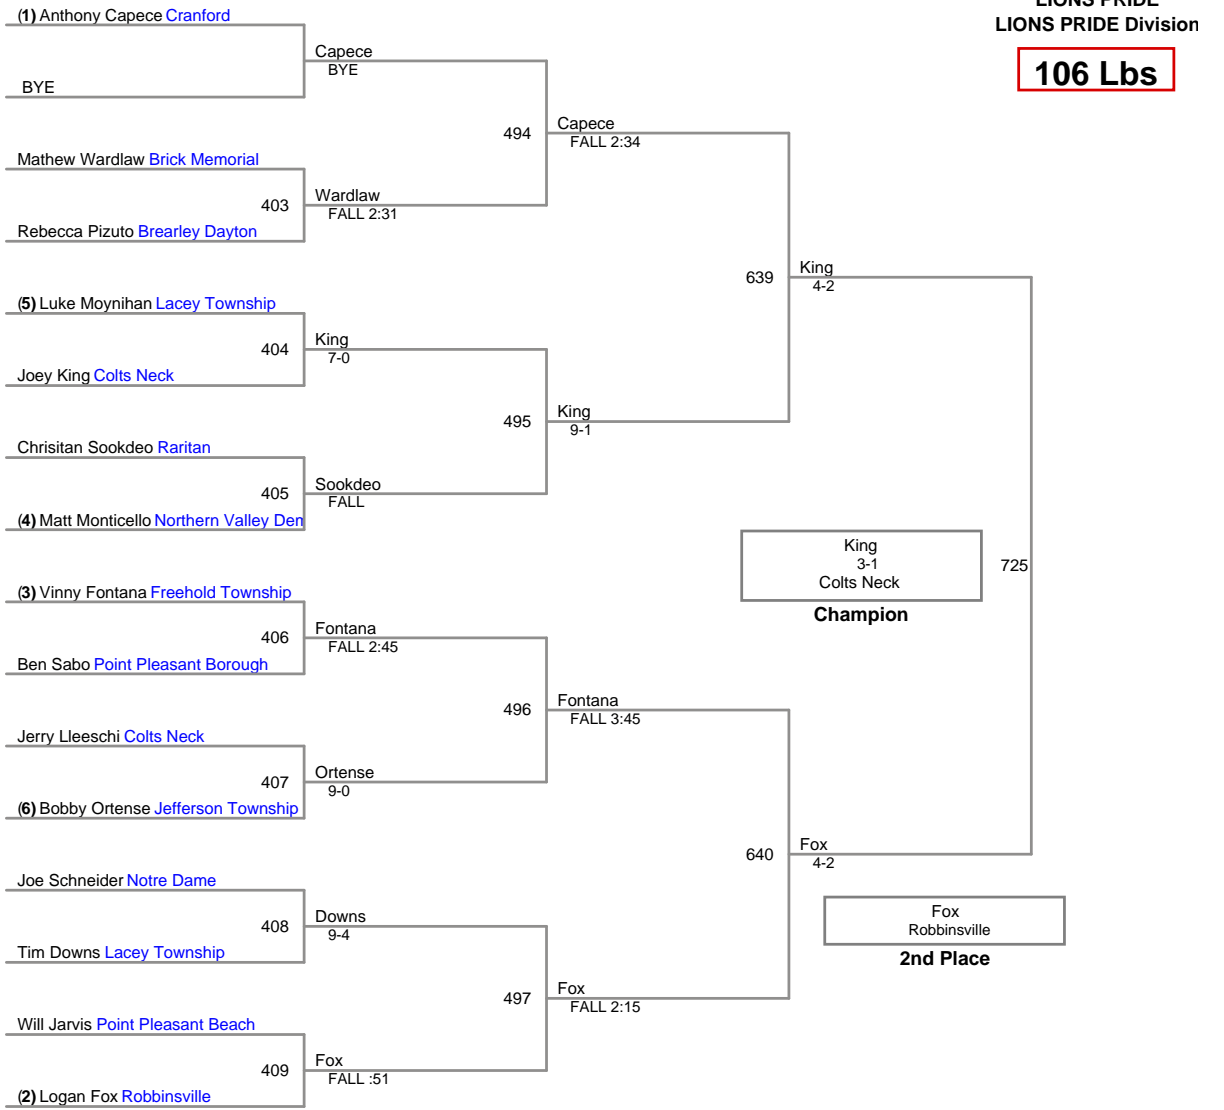 LIONS PRIDE
LIONS PRIDE Division
106 Lbs
(1) Anthony Capece Cranford
Capece
BYE
BYE
494
Capece
FALL 2:34
Mathew Wardlaw Brick Memorial
403
Wardlaw
FALL 2:31
Rebecca Pizuto Brearley Dayton
639
King
4-2
(5) Luke Moynihan Lacey Township
404
King
7-0
Joey King Colts Neck
495
King
9-1
Chrisitan Sookdeo Raritan
405
Sookdeo
FALL
(4) Matt Monticello Northern Valley Dem
King
3-1
Colts Neck
Champion
725
(3) Vinny Fontana Freehold Township
406
Fontana
FALL 2:45
Ben Sabo Point Pleasant Borough
496
Fontana
FALL 3:45
Jerry Lleeschi Colts Neck
407
Ortense
9-0
(6) Bobby Ortense Jefferson Township
640
Fox
4-2
Joe Schneider Notre Dame
408
Downs
9-4
Tim Downs Lacey Township
Fox
Robbinsville
2nd Place
497
Fox
FALL 2:15
Will Jarvis Point Pleasant Beach
409
Fox
FALL :51
(2) Logan Fox Robbinsville